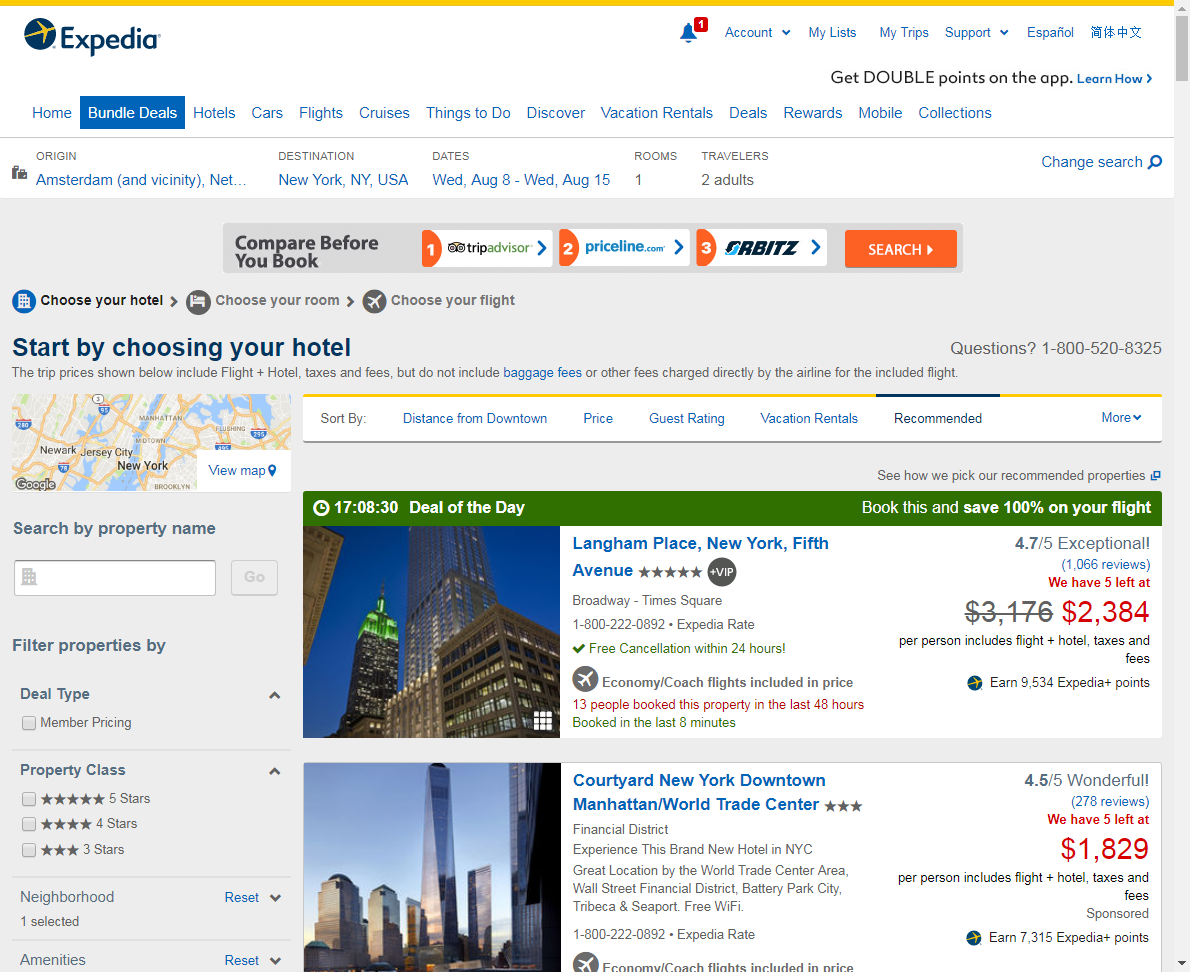 Expedia
1
Account
My Lists
My Trips
Support
Español
简体中文
Get DOUBLE points on the app. Learn How
Home
Bundle Deals
Hotels
Cars
Flights
Cruises
Things to Do
Discover
Vacation Rentals
Deals
Rewards
Mobile
Collections
ORIGIN
Amsterdam (and vicinity), Net...
DESTINATION
New York, NY, USA
DATES
Wed, Aug 8 - Wed, Aug 15
ROOMS
1
TRAVELERS
2 adults
Change search
Compare Before
You Book
1 tripadvisor
2 priceline.com
3 ORBITZ
SEARCH
Choose your hotel
Choose your room
Choose your flight
Start by choosing your hotel
Questions? 1-800-520-8325
The trip prices shown below include Flight + Hotel, taxes and fees, but do not include baggage fees or other fees charged directly by the airline for the included flight.
3
95
280
MANHATTAN
FLUSHING
295
MIDTOWN
495
Newark
Jersey City
78
New York
BROOKLYN
Google
View map
Search by property name
Go
Filter properties by
Deal Type
Member Pricing
Property Class
5 Stars
4 Stars
3 Stars
Neighborhood
Reset
1 selected
Amenities
Reset
Sort By:
Distance from Downtown
Price
Guest Rating
Vacation Rentals
Recommended
More
See how we pick our recommended properties
17:08:30 Deal of the Day
Book this and save 100% on your flight
Langham Place, New York, Fifth
Avenue
+VIP
Broadway - Times Square
1-800-222-0892 • Expedia Rate
Free Cancellation within 24 hours!
Economy/Coach flights included in price
13 people booked this property in the last 48 hours
Booked in the last 8 minutes
4.7/5 Exceptional!
(1,066 reviews)
We have 5 left at
$3,176 $2,384
per person includes flight + hotel, taxes and
fees
Earn 9,534 Expedia+ points
Courtyard New York Downtown
Manhattan/World Trade Center
Financial District
Experience This Brand New Hotel in NYC
Great Location by the World Trade Center Area,
Wall Street Financial District, Battery Park City,
Tribeca & Seaport. Free WiFi.
1-800-222-0892 • Expedia Rate
Economy/Coach flights included in price
4.5/5 Wonderful!
(278 reviews)
We have 5 left at
$1,829
per person includes flight + hotel, taxes and
fees
Sponsored
Earn 7,315 Expedia+ points